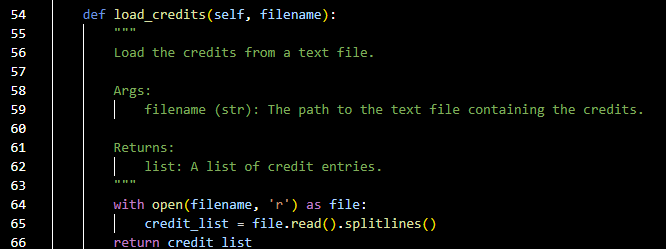 54 def load_credits(self, filename):
55 """
56 Load the credits from a text file.
57
58 Args:
59 filename (str): The path to the text file containing the credits.
60
61 Returns:
62 list: A list of credit entries.
63 """
64 with open(filename, 'r') as file:
65 credit_list = file.read().splitlines()
66 return credit_list